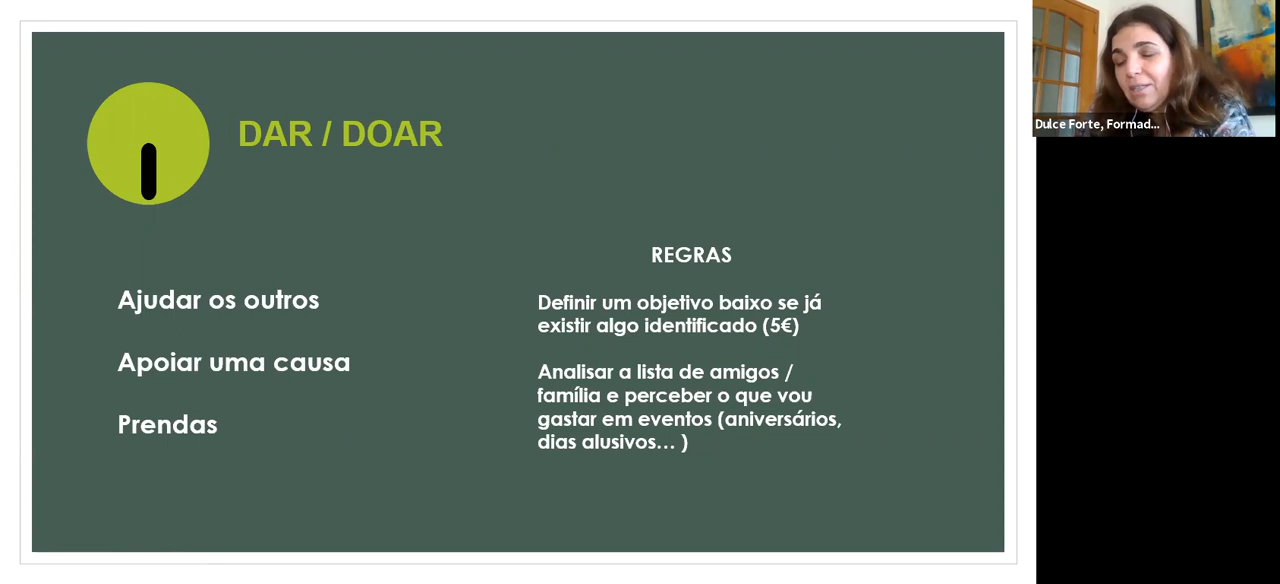 DAR / DOAR
Ajudar os outros
Apoiar uma causa
Prendas
REGRAS
Definir um objetivo baixo se já
existir algo identificado (5€)
Analisar a lista de amigos /
família e perceber o que vou
gastar em eventos (aniversários,
dias alusivos... )
Dulce Forte, Formad...